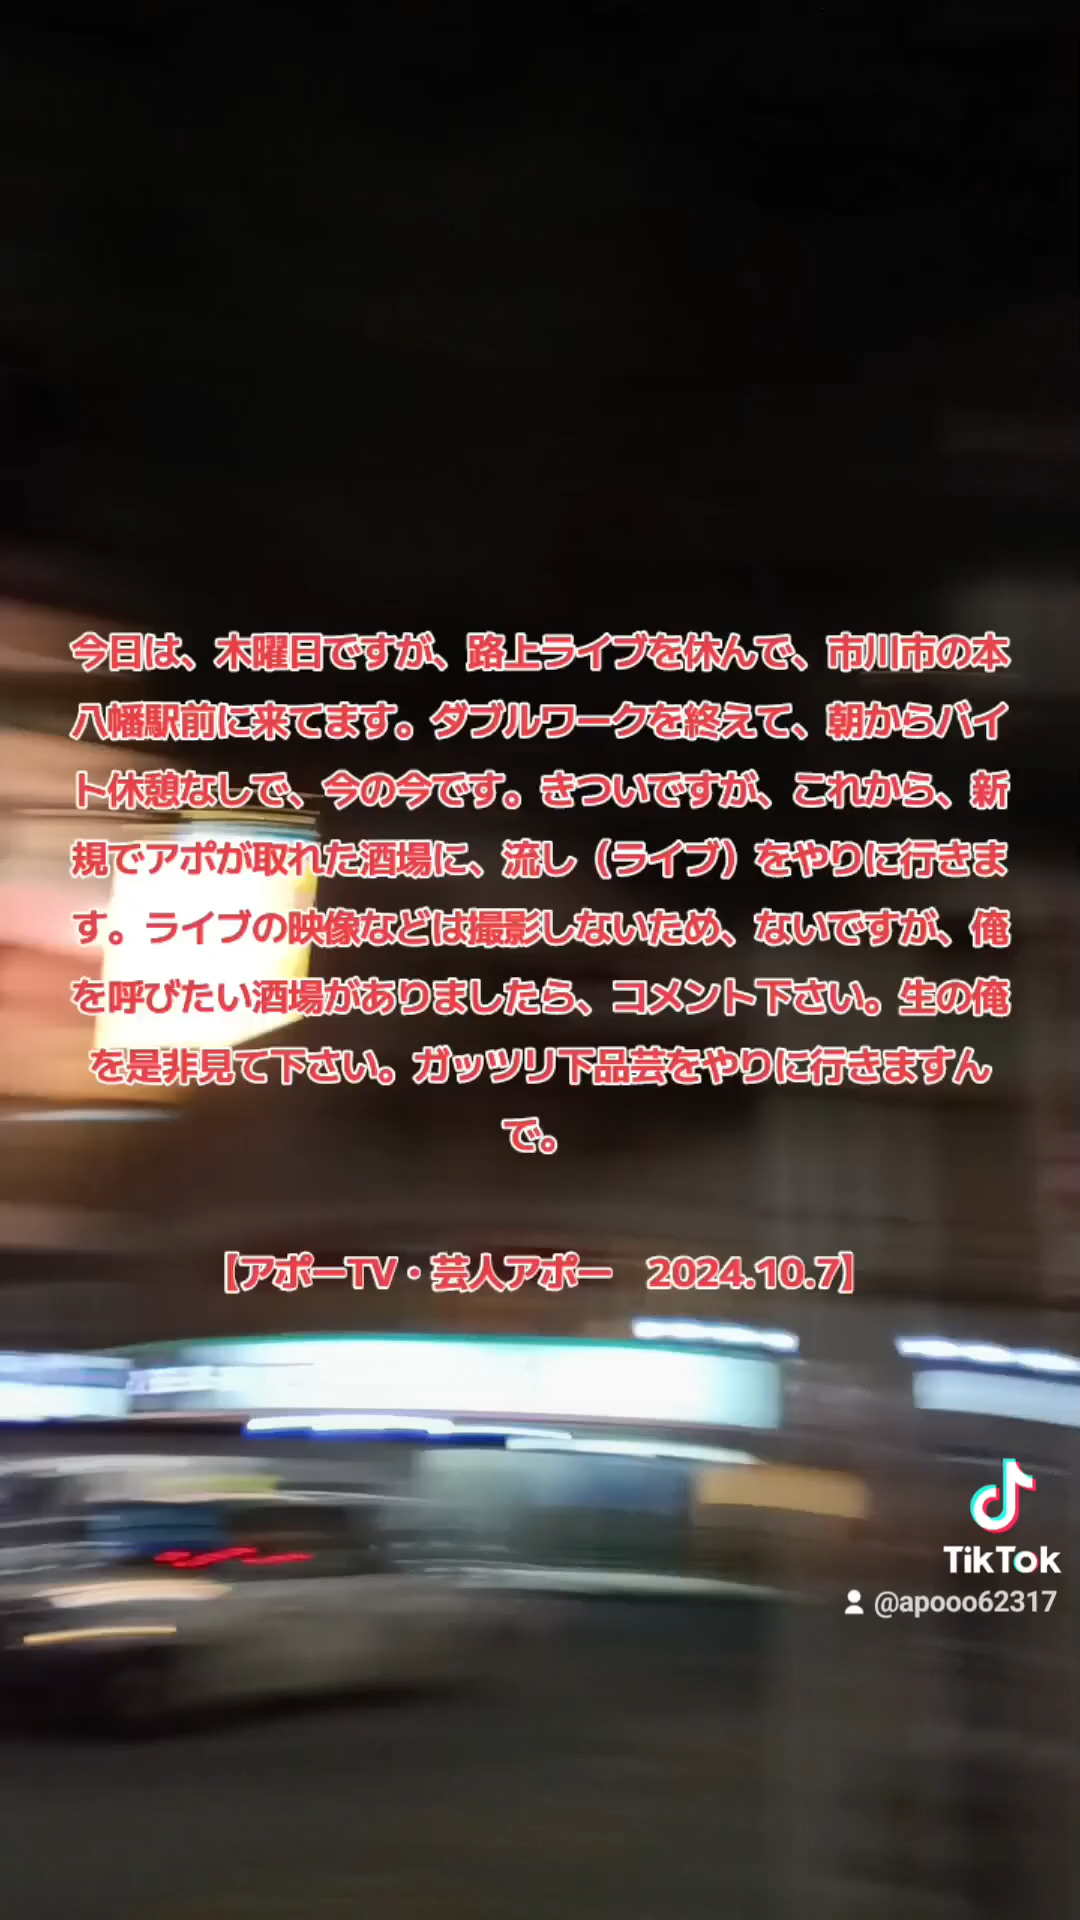 今日は、木曜日ですが、路上ライブを休んで、市川市の本
八幡駅前に来てます。ダブルワークを終えて、朝からバイ
ト休憩なしで、今の今です。きついですが、これから、新
規でアポが取れた酒場に、流し（ライブ）をやりに行きま
す。ライブの映像などは撮影しないため、ないですが、俺
を呼びたい酒場がありましたら、コメント下さい。生の俺
を是非見て下さい。ガッツリ下品芸をやりに行きますん
で。
【アポーTV・芸人アポー　2024.10.7】
TikTok
@apooo62317